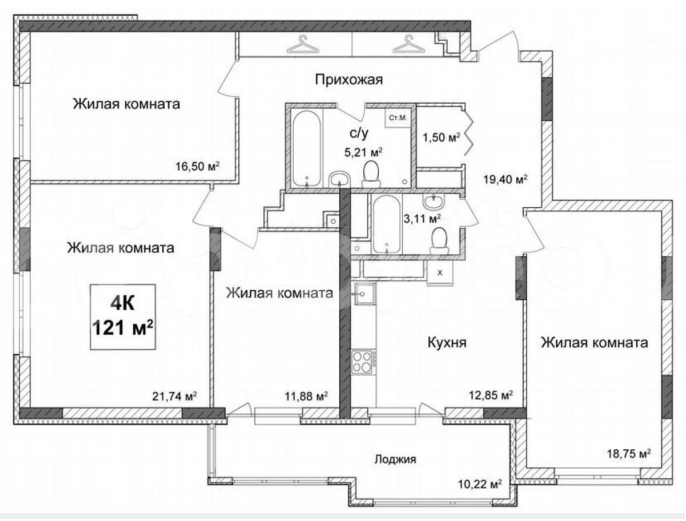 Прихожая
Жилая комната
16,50 м²
с/у
5,21 м²
Ст.М.
1,50 м²
19,40 м²
3,11 м²
Жилая комната
4К
121 м²
21,74 м²
Жилая комната
11,88 м²
X
Кухня
12,85 м²
Жилая комната
18,75 м²
Лоджия
10,22 м²